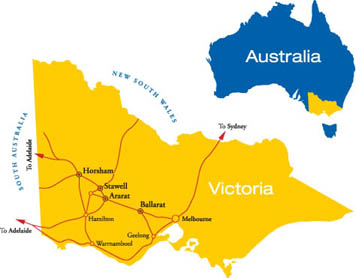 Australia
NEW SOUTH WALES
SOUTH AUSTRALIA
To Sydney
To Adelaide
Horsham
Stawell
Ararat
Victoria
Ballarat
Hamilton
Melbourne
To Adelaide
Geelong
Warrnambool